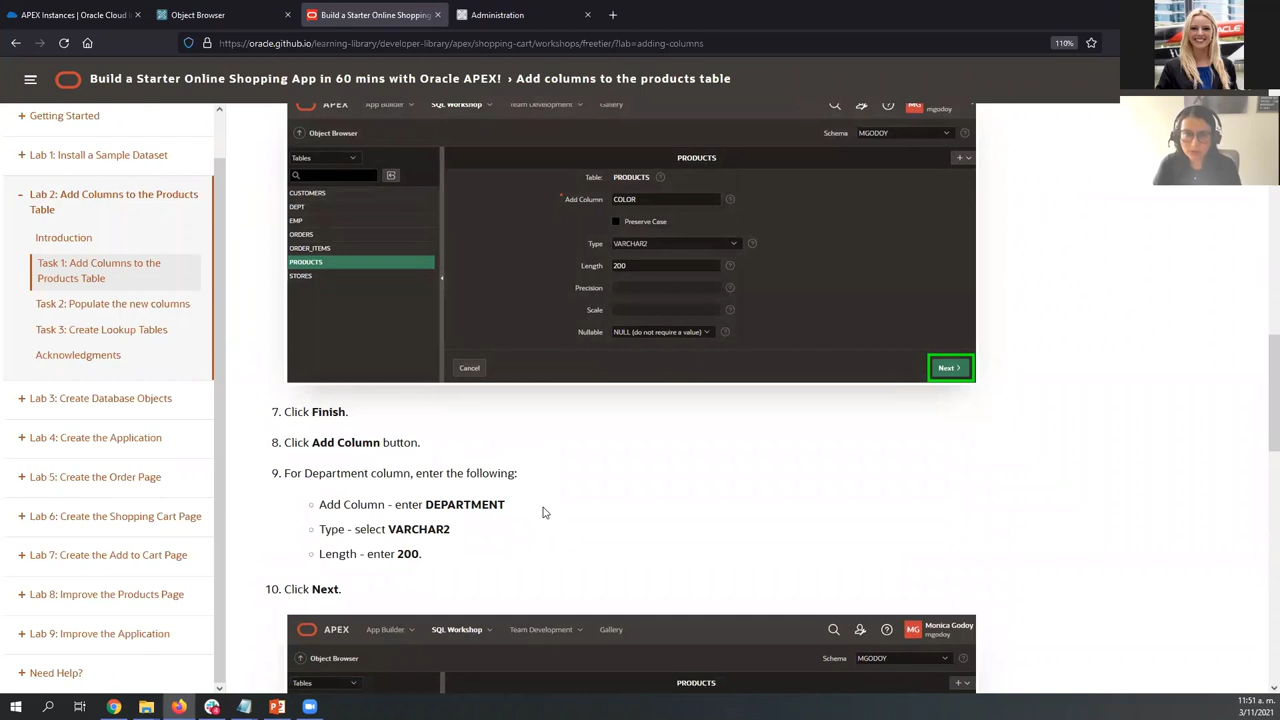 APEX Instances | Oracle Cloud I
Object Browser
Build a Starter Online Shopping
Administration
https://oracle.github.io/learning-library/developer-library/apex/shopping-cart/workshops/freetier/?lab=adding-columns
110%
Build a Starter Online Shopping App in 60 mins with Oracle APEX! › Add columns to the products table
+ Getting Started
+ Lab 1: Install a Sample Dataset
- Lab 2: Add Columns to the Products
Table
Introduction
Task 1: Add Columns to the
Products Table
Task 2: Populate the new columns
Task 3: Create Lookup Tables
Acknowledgments
+ Lab 3: Create Database Objects
+ Lab 4: Create the Application
+ Lab 5: Create the Order Page
+ Lab 6: Create the Shopping Cart Page
+ Lab 7: Create the Add to Cart Page
+ Lab 8: Improve the Products Page
+ Lab 9: Improve the Application
+ Need Help?
APEX App Builder SQL Workshop Team Development Gallery MG mgodoy
Object Browser Schema MGODOY
Tables
PRODUCTS
CUSTOMERS
DEPT
EMP
ORDERS
ORDER_ITEMS
PRODUCTS
STORES
Table: PRODUCTS
* Add Column COLOR
Preserve Case
Type VARCHAR2
Length 200
Precision
Scale
Nullable NULL (do not require a value)
Cancel
Next >
7. Click Finish.
8. Click Add Column button.
9. For Department column, enter the following:
Add Column - enter DEPARTMENT
Type - select VARCHAR2
Length - enter 200.
10. Click Next.
APEX App Builder SQL Workshop Team Development Gallery MG Monica Godoy
mgodoy
Object Browser Schema MGODOY
Tables
PRODUCTS
11:51 a. m.
3/11/2021